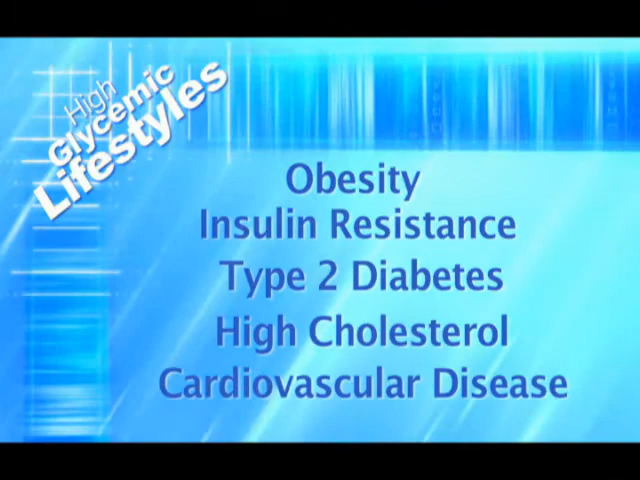 High
Glycemic
Lifestyles
Obesity
Insulin Resistance
Type 2 Diabetes
High Cholesterol
Cardiovascular Disease